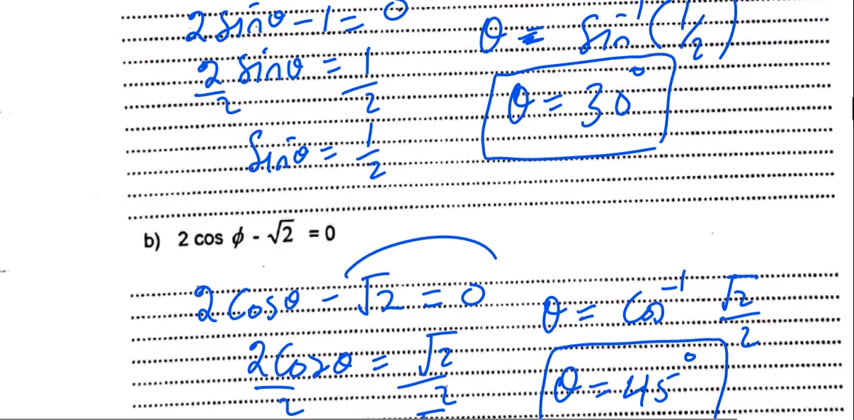 2 sinθ - 1 = 0
θ = sin⁻¹ (1/2)
2 sinθ / 2 = 1/2
θ = 30°
sinθ = 1/2
b) 2 cos ϕ - √2 = 0
2 Cosθ - √2 = 0
θ = Cos⁻¹ √2/2
2 Cosθ / 2 = √2/2
θ = 45°